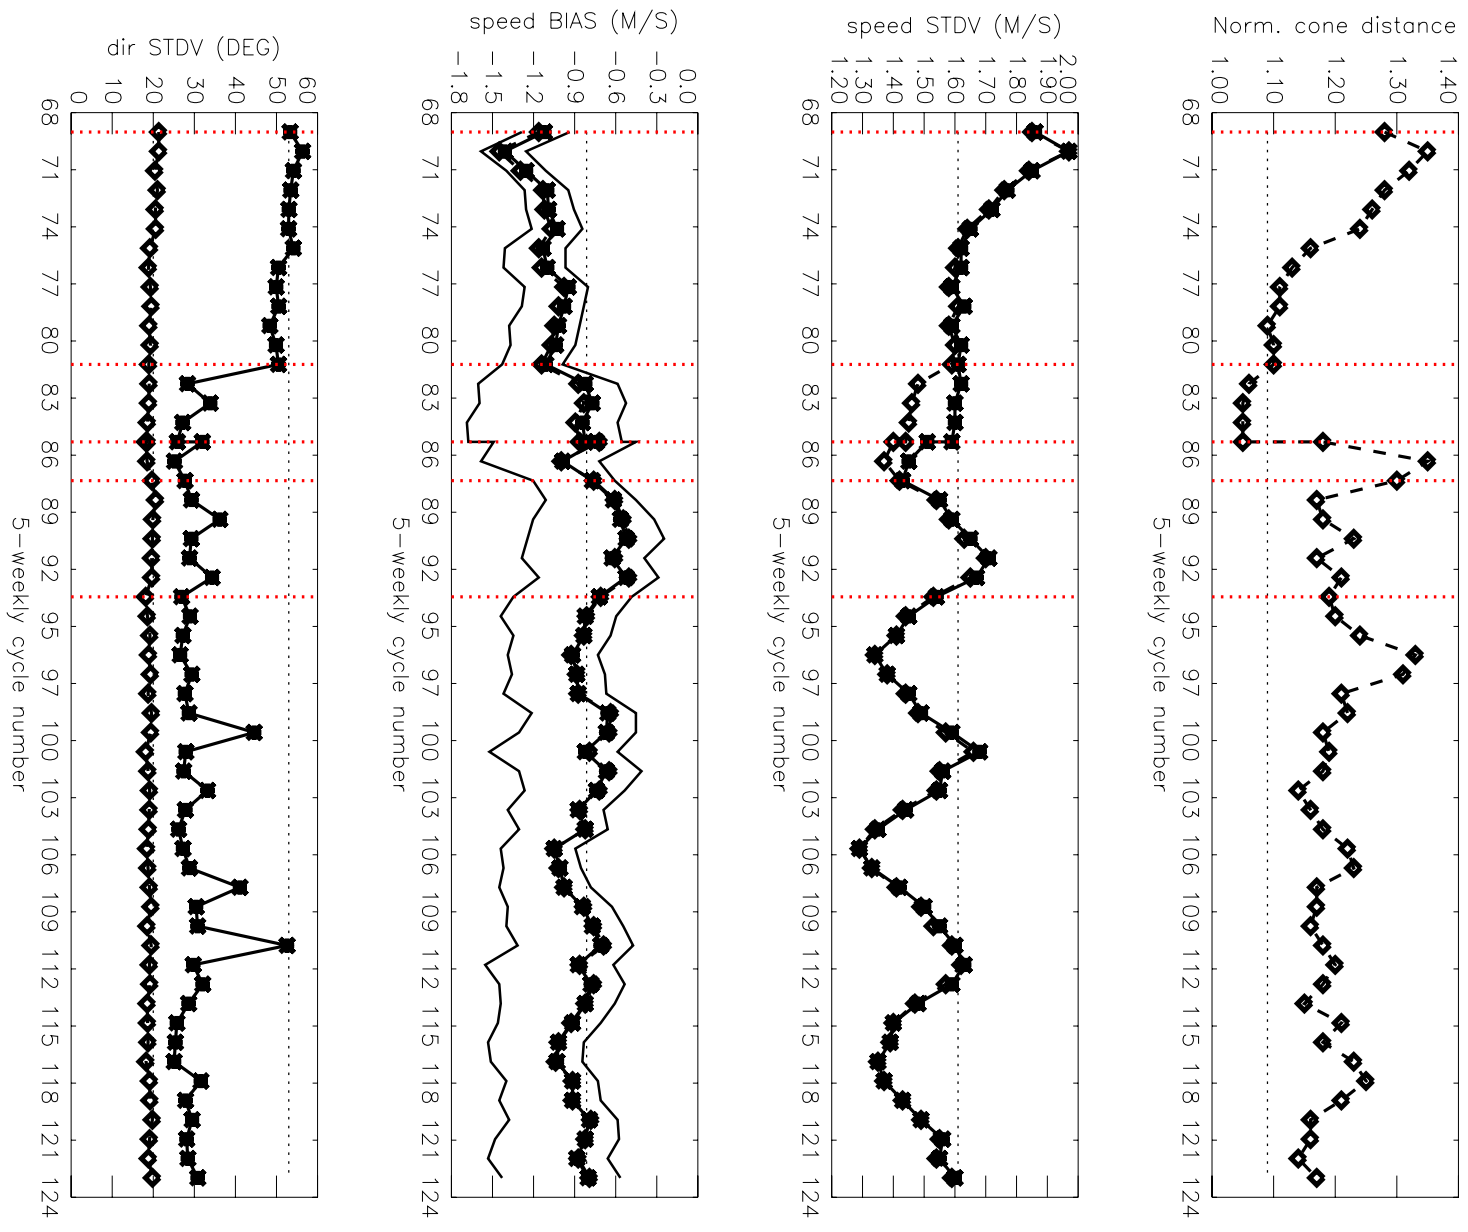 Norm. cone distance
1.00 1.10 1.20 1.30 1.40
68 71 74 77 80 83 86 89 92 95 97 100 103 106 109 112 115 118 121 124
5-weekly cycle number
speed STDV (M/S)
1.20 1.30 1.40 1.50 1.60 1.70 1.80 1.90 2.00
68 71 74 77 80 83 86 89 92 95 97 100 103 106 109 112 115 118 121 124
5-weekly cycle number
speed BIAS (M/S)
-1.8 -1.5 -1.2 -0.9 -0.6 -0.3 0.0
68 71 74 77 80 83 86 89 92 95 97 100 103 106 109 112 115 118 121 124
5-weekly cycle number
dir STDV (DEG)
0 10 20 30 40 50 60
68 71 74 77 80 83 86 89 92 95 97 100 103 106 109 112 115 118 121 124
5-weekly cycle number